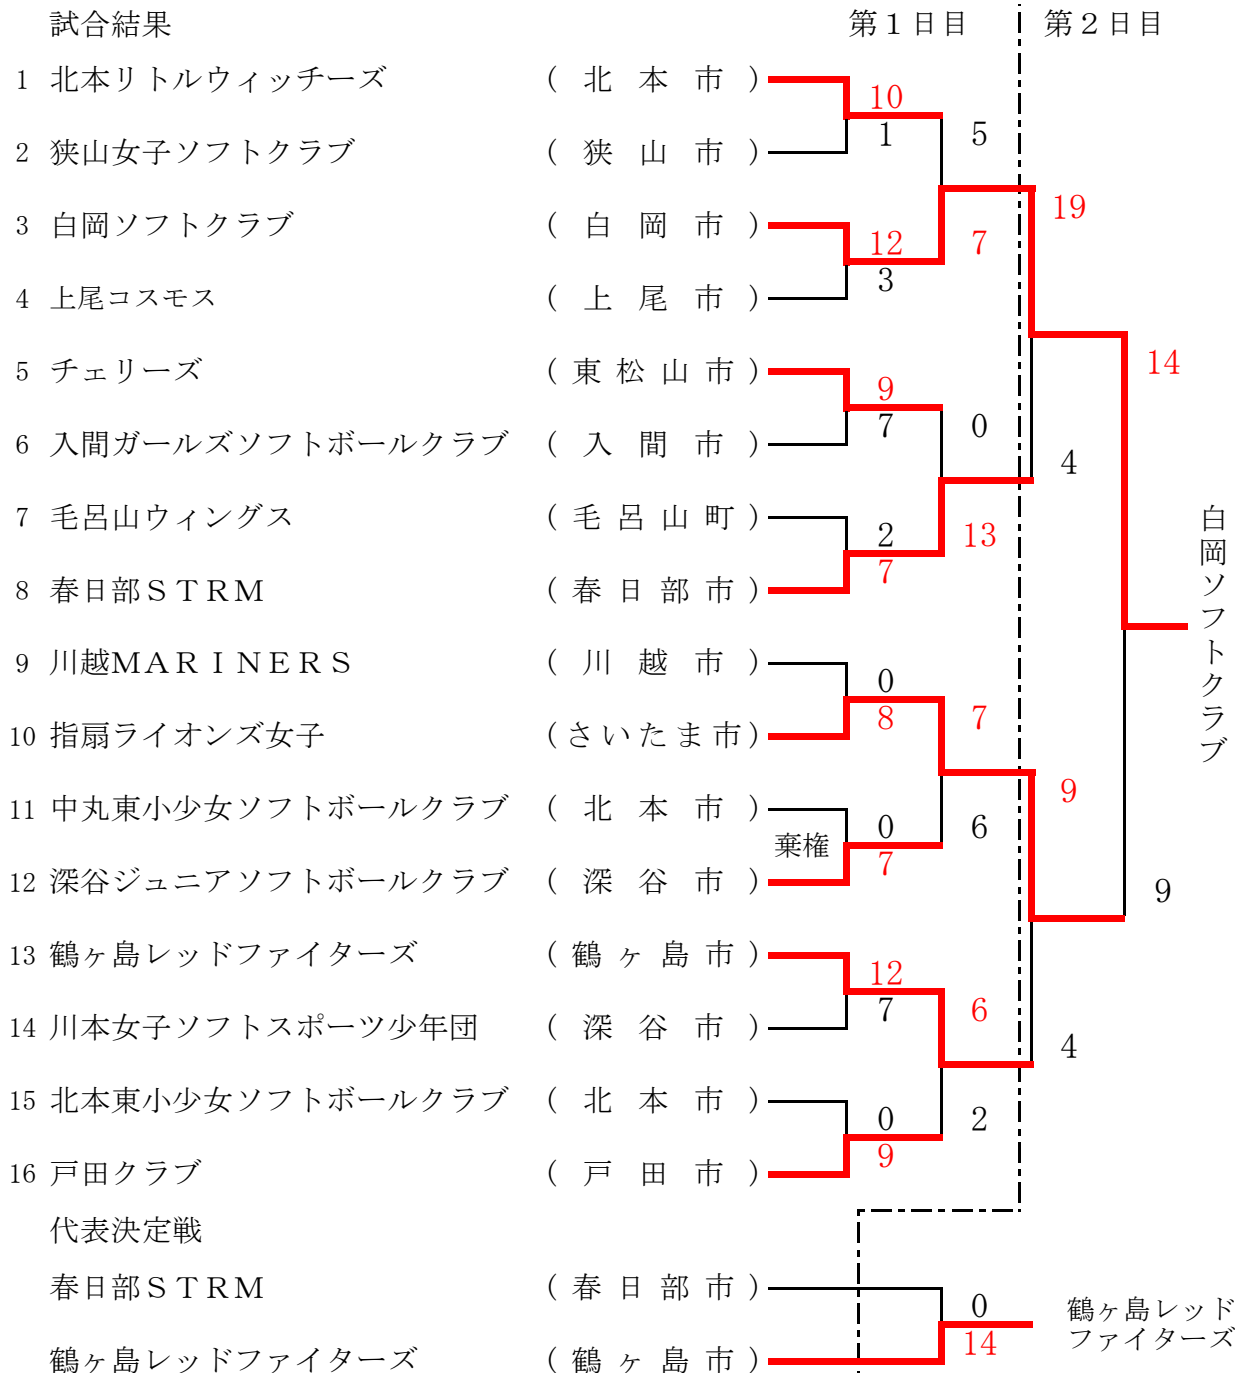 試合結果 第１日目 第２日目
1 北本リトルウィッチーズ ( 北本市 )
10
1
5
2 狭山女子ソフトクラブ ( 狭山市 )
19
3 白岡ソフトクラブ ( 白岡市 )
12
7
3
4 上尾コスモス ( 上尾市 )
14
5 チェリーズ ( 東松山市 )
9
7
0
6 入間ガールズソフトボールクラブ ( 入間市 )
4
7 毛呂山ウィングス ( 毛呂山町 )
2
13
7
8 春日部ＳＴＲＭ ( 春日部市 )
白岡ソフトクラブ
9 川越MＡＲＩＮＥＲＳ ( 川越市 )
0
8
7
10 指扇ライオンズ女子 (さいたま市)
9
11 中丸東小少女ソフトボールクラブ ( 北本市 )
棄権
0
6
7
12 深谷ジュニアソフトボールクラブ ( 深谷市 )
9
13 鶴ヶ島レッドファイターズ ( 鶴ヶ島市 )
12
7
6
14 川本女子ソフトスポーツ少年団 ( 深谷市 )
4
15 北本東小少女ソフトボールクラブ ( 北本市 )
0
2
9
16 戸田クラブ ( 戸田市 )
代表決定戦
春日部ＳＴＲＭ ( 春日部市 )
0
14
鶴ヶ島レッド
ファイターズ
鶴ヶ島レッドファイターズ ( 鶴ヶ島市 )